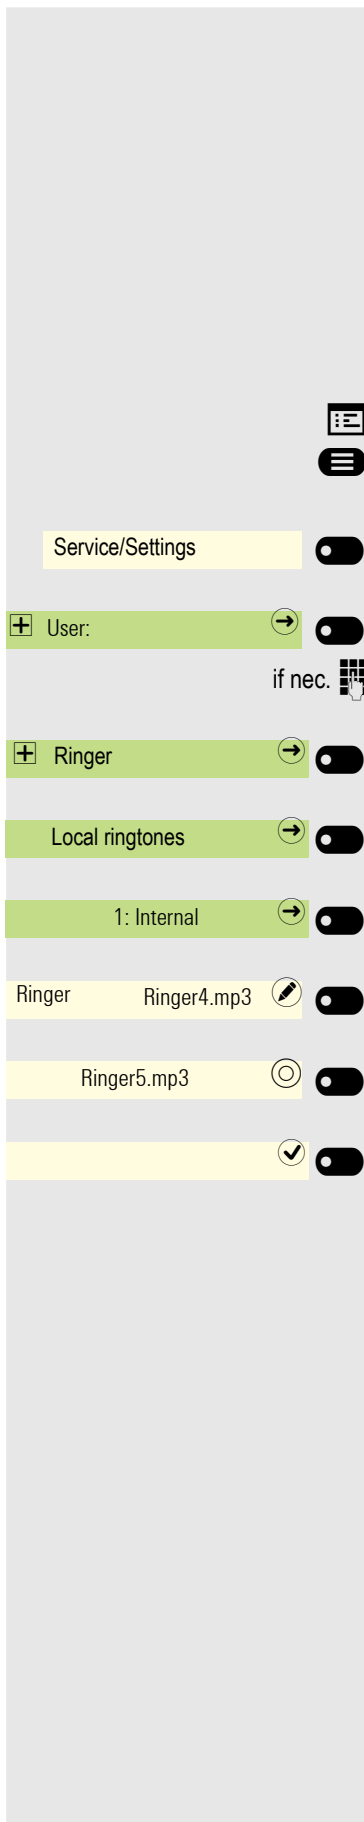 Service/Settings
User:
if nec.
Ringer
Local ringtones
1: Internal
Ringer Ringer4.mp3
Ringer5.mp3